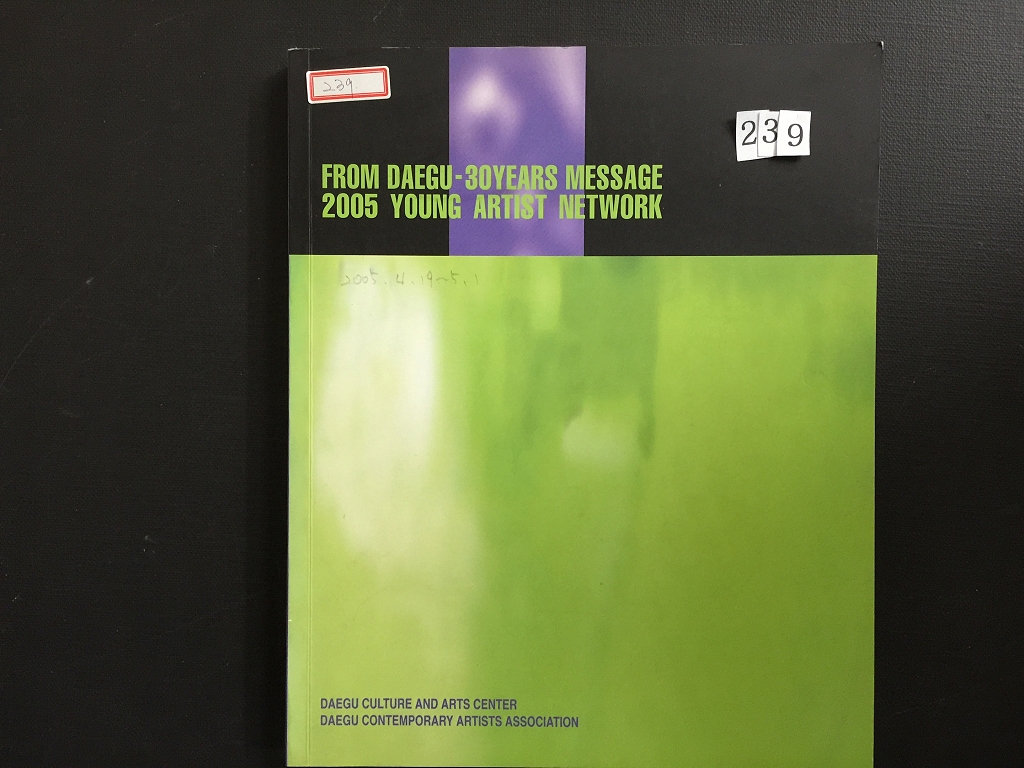 239
239
FROM DAEGU-30YEARS MESSAGE
2005 YOUNG ARTIST NETWORK
2005.4.19~5.1
DAEGU CULTURE AND ARTS CENTER
DAEGU CONTEMPORARY ARTISTS ASSOCIATION